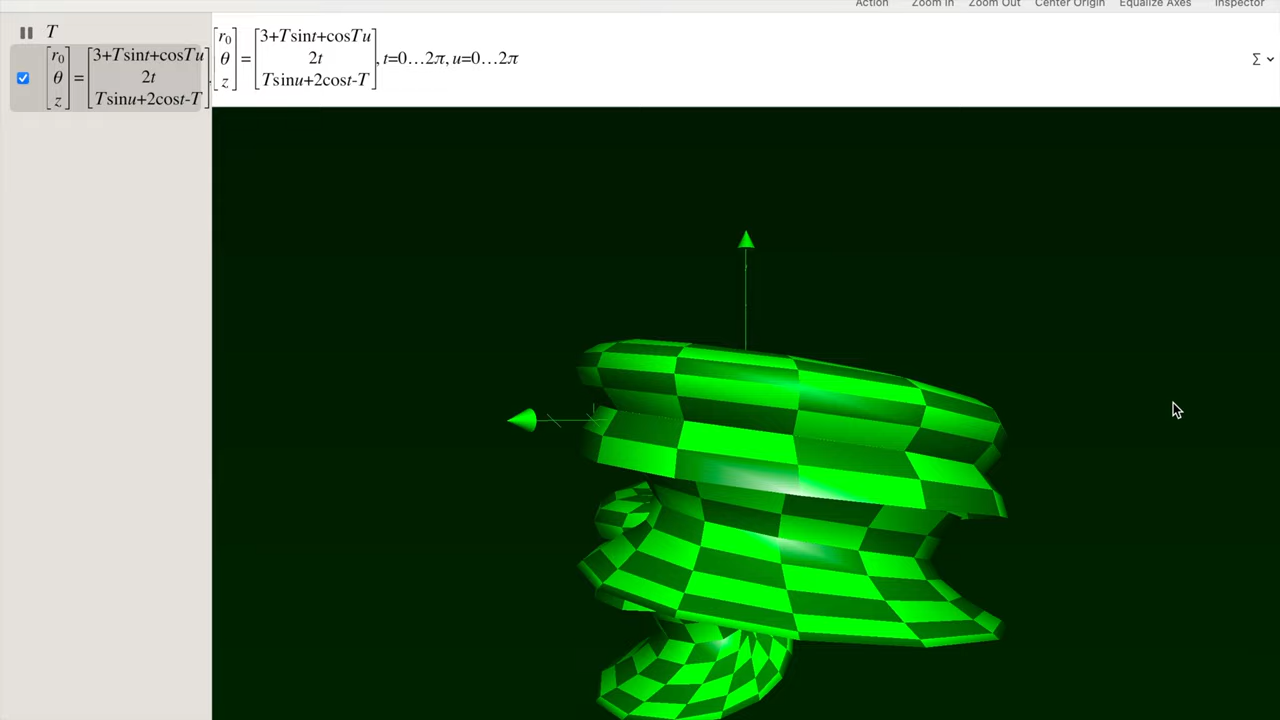 Action Zoom In Zoom Out Center Origin Equalize Axes Inspector
T
[r₀ θ z] = [3+Tsint+cosTu 2t Tsinu+2cost-T]
[r₀ θ z] = [3+Tsint+cosTu 2t Tsinu+2cost-T], t=0…2π, u=0…2π
Σ